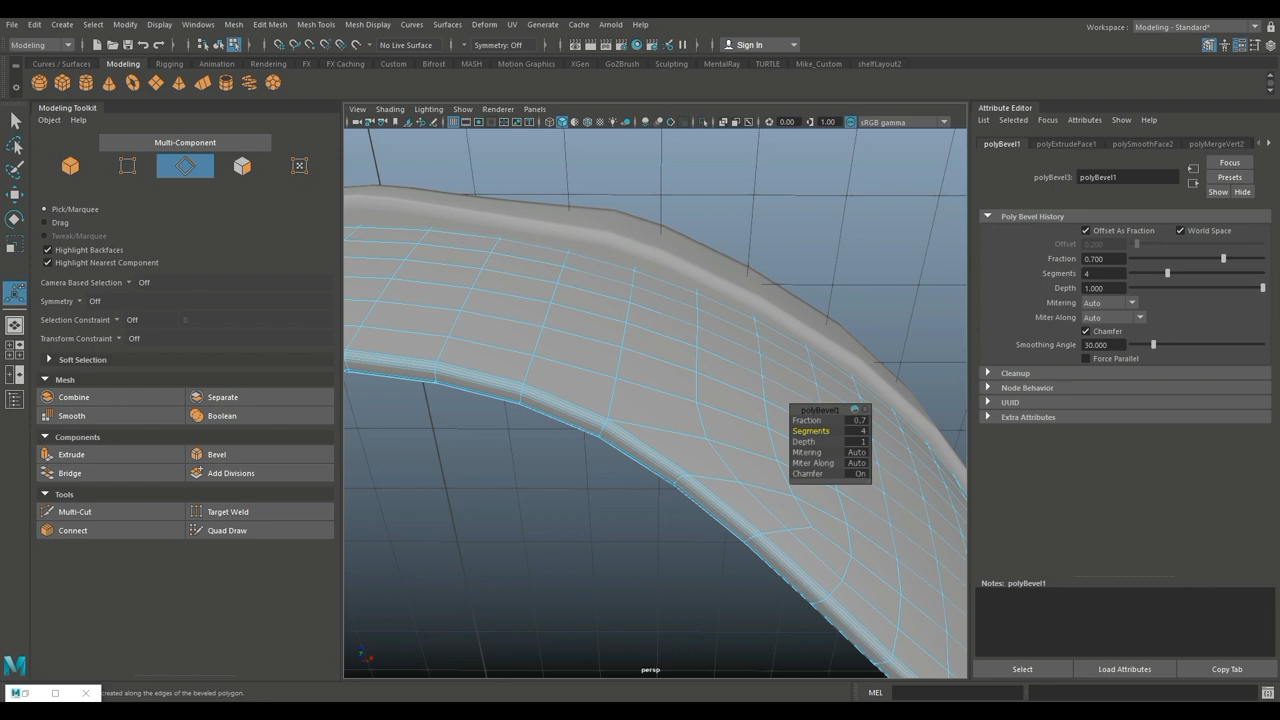 File Edit Create Select Modify Display Windows Mesh Edit Mesh Mesh Tools Mesh Display Curves Surfaces Deform UV Generate Cache Arnold Help
Workspace : Modeling - Standard*
Modeling No Live Surface Symmetry: Off Sign In
Curves / Surfaces Modeling Rigging Animation Rendering FX FX Caching Custom Bifrost MASH Motion Graphics XGen GoZBrush Sculpting MentalRay TURTLE Mike_Custom shelfLayout2
Modeling Toolkit
Object Help
Multi-Component
Pick/Marquee
Drag
Tweak/Marquee
Highlight Backfaces
Highlight Nearest Component
Camera Based Selection Off
Symmetry Off
Selection Constraint Off 0
Transform Constraint Off
Soft Selection
Mesh
Combine Separate
Smooth Boolean
Components
Extrude Bevel
Bridge Add Divisions
Tools
Multi-Cut Target Weld
Connect Quad Draw
View Shading Lighting Show Renderer Panels
0.00 1.00 sRGB gamma
polyBevel1
Fraction 0.7
Segments 4
Depth 1
Mitering Auto
Miter Along Auto
Chamfer On
persp
Attribute Editor
List Selected Focus Attributes Show Help
polyBevel1 polyExtrudeFace1 polySmoothFace2 polyMergeVert2
Focus
polyBevel3: polyBevel1 Presets
Show Hide
Poly Bevel History
Offset As Fraction World Space
Offset 0.200
Fraction 0.700
Segments 4
Depth 1.000
Mitering Auto
Miter Along Auto
Chamfer
Smoothing Angle 30.000
Force Parallel
Cleanup
Node Behavior
UUID
Extra Attributes
Notes: polyBevel1
Select Load Attributes Copy Tab
created along the edges of the beveled polygon.
MEL